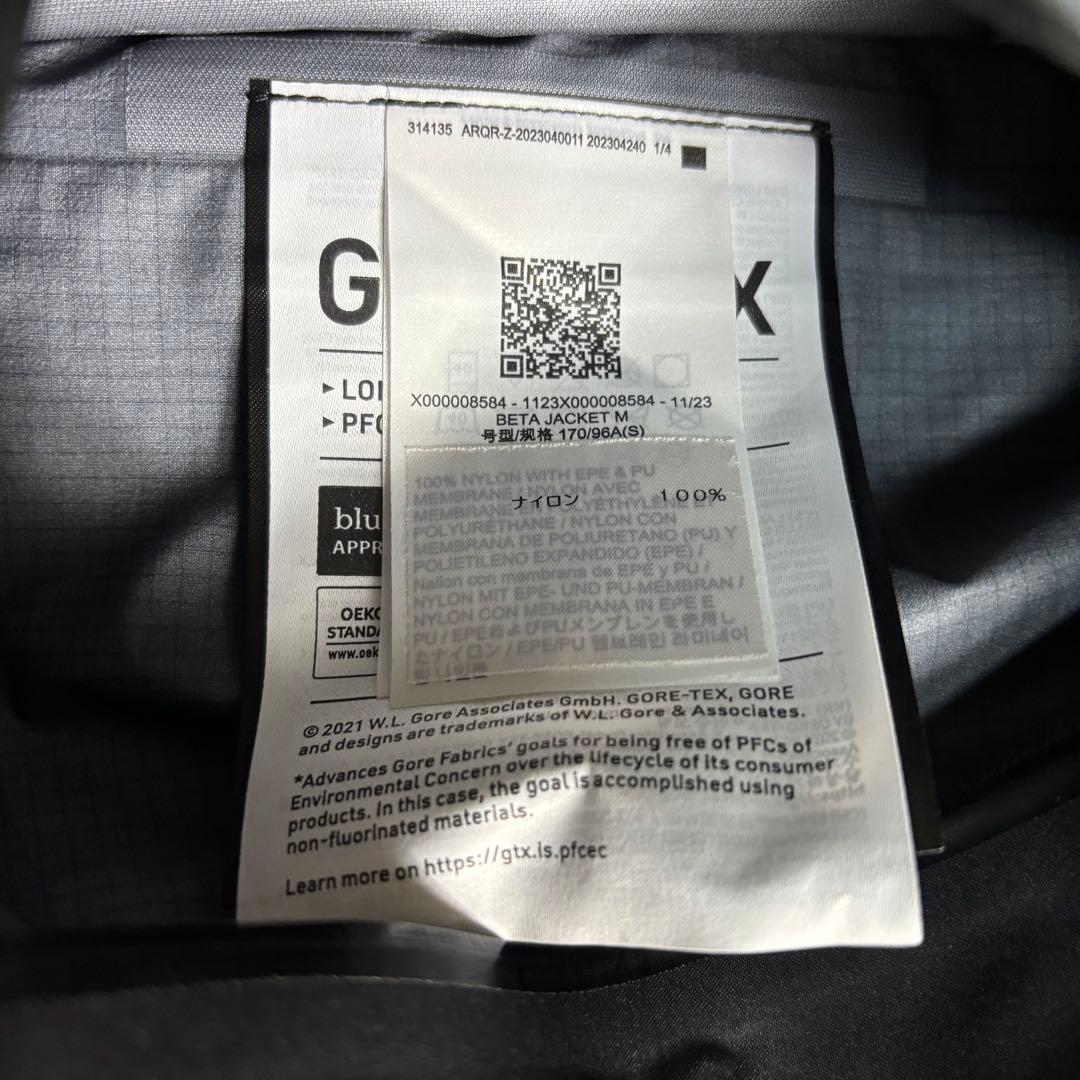 314135 ARQR-Z-2023040011 202304240 1/4
G
X
▸LO
▸PFC
X000008584 - 1123X000008584 - 11/23
BETA JACKET M
号型/规格 170/96A(S)
100% NYLON WITH EPE & PU
MEMBRANE / NYLON AVEC
ナイロン 100%
POLYURETHANE / NYLON CON
MEMBRANA DE POLIURETANO (PU) Y
POLIETILENO EXPANDIDO (EPE) /
Nailon con membrana de EPE y PU /
NYLON MIT EPE- UND PU-MEMBRAN /
NYLON CON MEMBRANA IN EPE E
PU / EPEおよびPUメンブレンを使用し
たナイロン / EPE/PU 멤브레인 라미네이
blu
APPR
OEK
STANDA
www.oek
©2021 W.L. Gore Associates GmbH. GORE-TEX, GORE
and designs are trademarks of W.L. Gore & Associates.
*Advances Gore Fabrics' goals for being free of PFCs of
Environmental Concern over the lifecycle of its consumer
products. In this case, the goal is accomplished using
non-fluorinated materials.
Learn more on https://gtx.is.pfcec